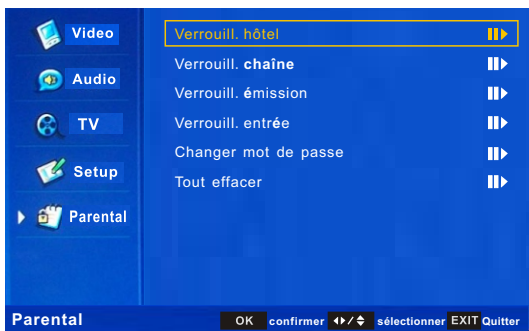 Video
Audio
TV
Setup
Parental
Verrouill. hôtel
Verrouill. chaîne
Verrouill. émission
Verrouill. entrée
Changer mot de passe
Tout effacer
Parental OK confirmer sélectionner EXIT Quitter